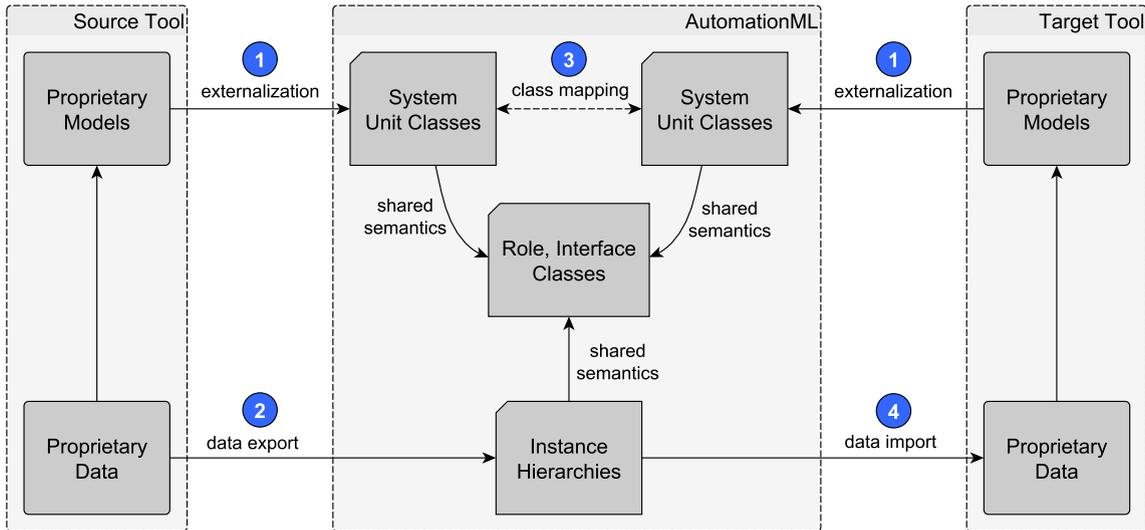 Source Tool
AutomationML
Target Tool
1
3
1
externalization
class mapping
externalization
Proprietary
Models
System
Unit Classes
System
Unit Classes
Proprietary
Models
shared
semantics
shared
semantics
Role, Interface
Classes
shared
semantics
2
4
data export
data import
Proprietary
Data
Instance
Hierarchies
Proprietary
Data